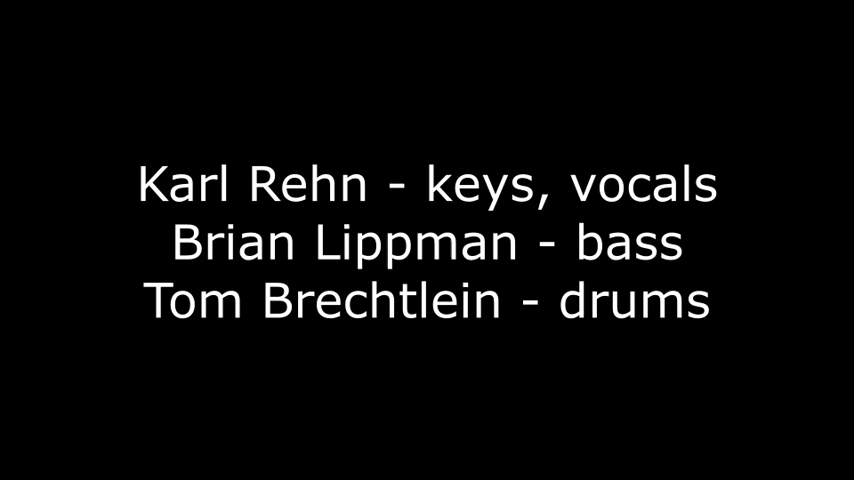 Karl Rehn - keys, vocals
Brian Lippman - bass
Tom Brechtlein - drums